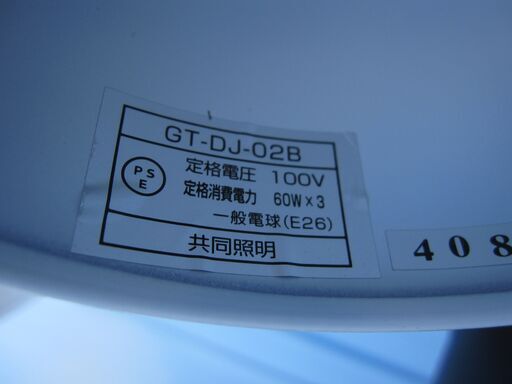 GT-DJ-02B
PS
E
定格電圧 100V
定格消費電力 60W×3
一般電球(E26)
共同照明
408